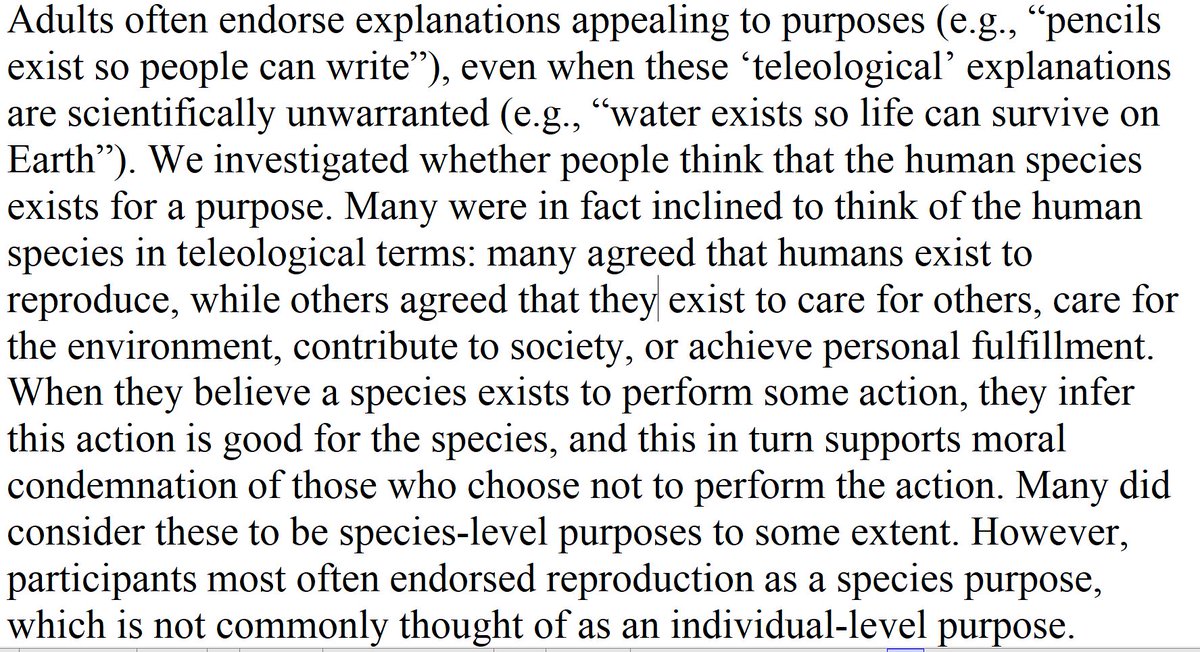 Adults often endorse explanations appealing to purposes (e.g., “pencils
exist so people can write”), even when these ‘teleological’ explanations
are scientifically unwarranted (e.g., “water exists so life can survive on
Earth”). We investigated whether people think that the human species
exists for a purpose. Many were in fact inclined to think of the human
species in teleological terms: many agreed that humans exist to
reproduce, while others agreed that they exist to care for others, care for
the environment, contribute to society, or achieve personal fulfillment.
When they believe a species exists to perform some action, they infer
this action is good for the species, and this in turn supports moral
condemnation of those who choose not to perform the action. Many did
consider these to be species-level purposes to some extent. However,
participants most often endorsed reproduction as a species purpose,
which is not commonly thought of as an individual-level purpose.